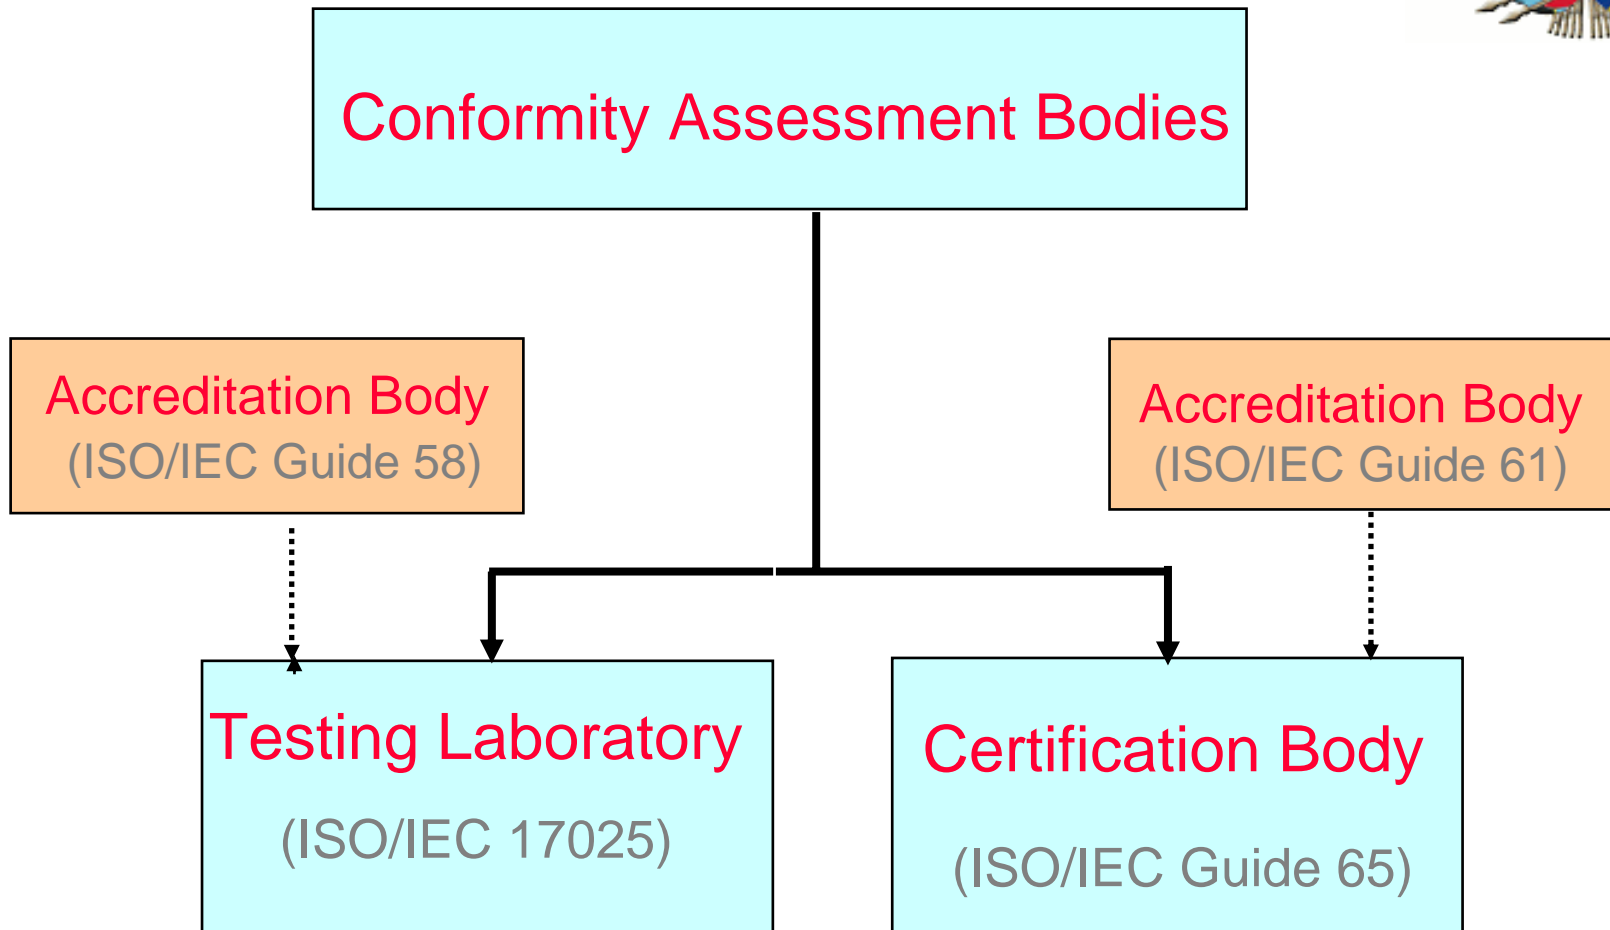 Conformity Assessment Bodies
Accreditation Body
(ISO/IEC Guide 58)
Accreditation Body
(ISO/IEC Guide 61)
Testing Laboratory
(ISO/IEC 17025)
Certification Body
(ISO/IEC Guide 65)